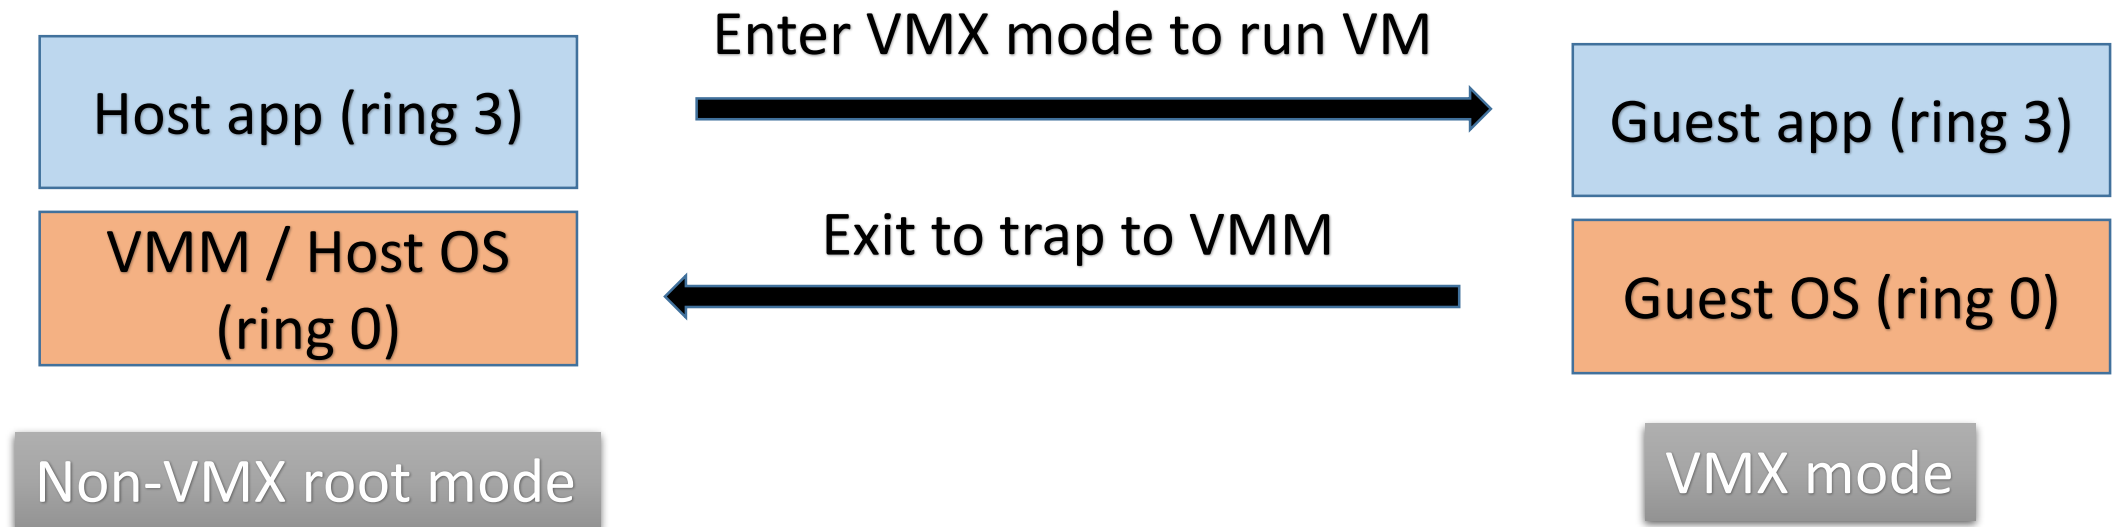 Enter VMX mode to run VM
Host app (ring 3)
Guest app (ring 3)
Exit to trap to VMM
VMM / Host OS
(ring 0)
Guest OS (ring 0)
Non-VMX root mode
VMX mode